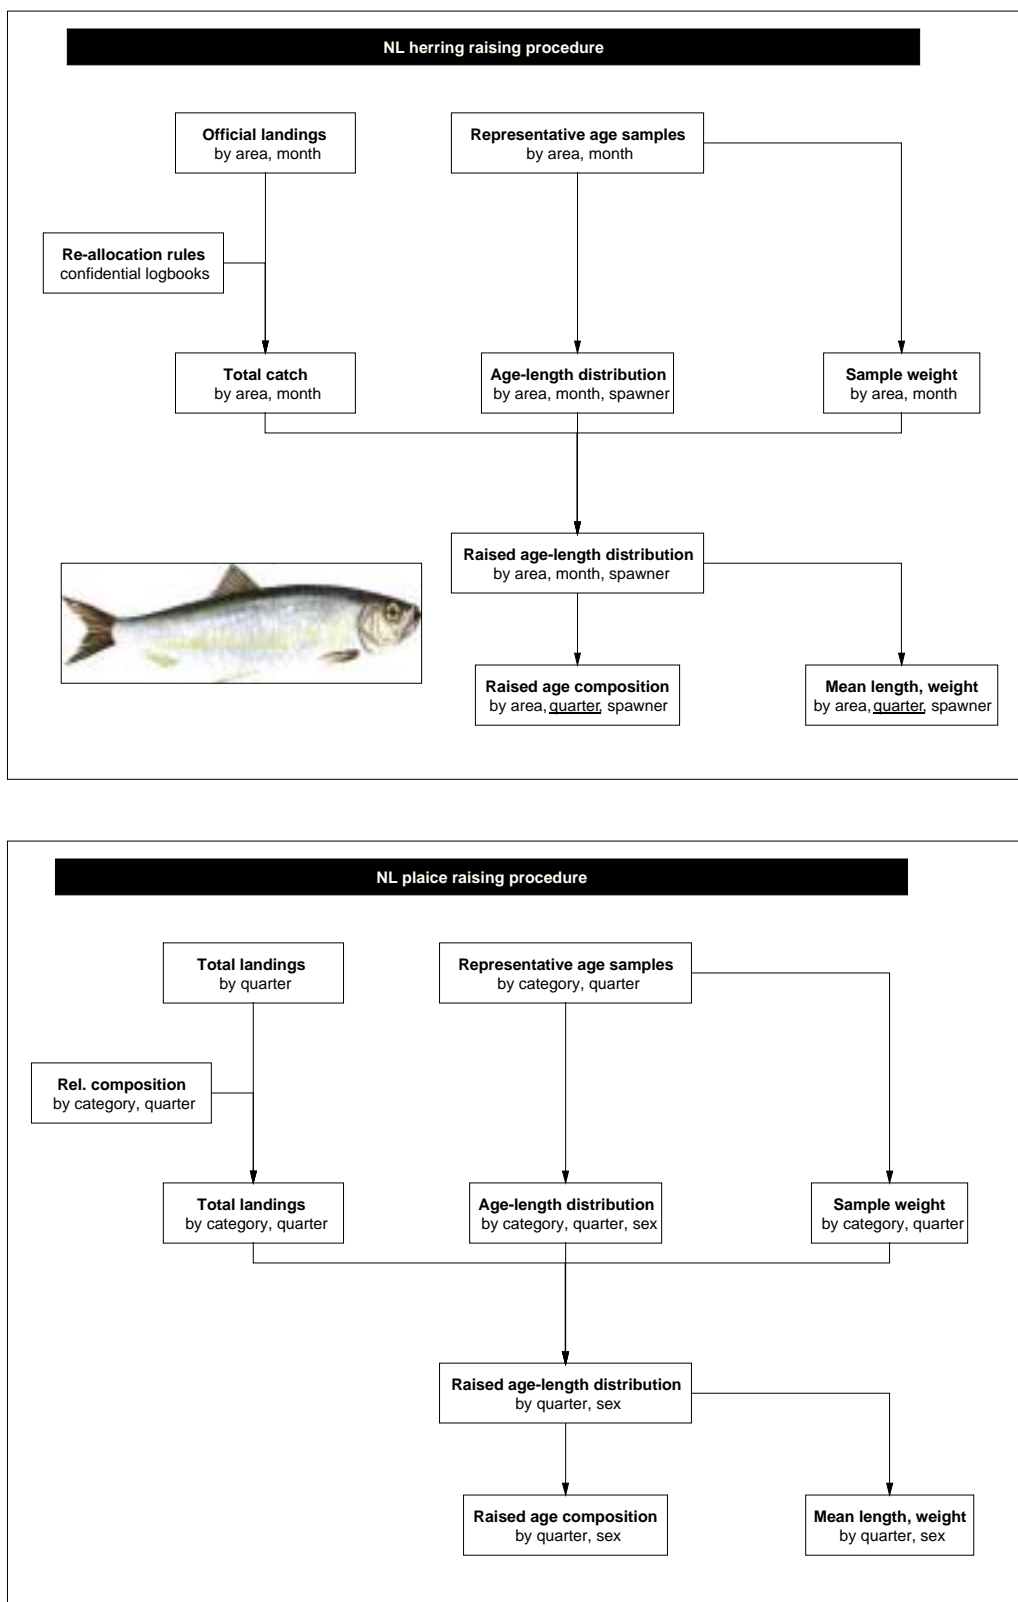 NL herring raising procedure
Official landings
by area, month
Representative age samples
by area, month
Re-allocation rules
confidential logbooks
Total catch
by area, month
Age-length distribution
by area, month, spawner
Sample weight
by area, month
Raised age-length distribution
by area, month, spawner
Raised age composition
by area, quarter, spawner
Mean length, weight
by area, quarter, spawner
NL plaice raising procedure
Total landings
by quarter
Representative age samples
by category, quarter
Rel. composition
by category, quarter
Total landings
by category, quarter
Age-length distribution
by category, quarter, sex
Sample weight
by category, quarter
Raised age-length distribution
by quarter, sex
Raised age composition
by quarter, sex
Mean length, weight
by quarter, sex